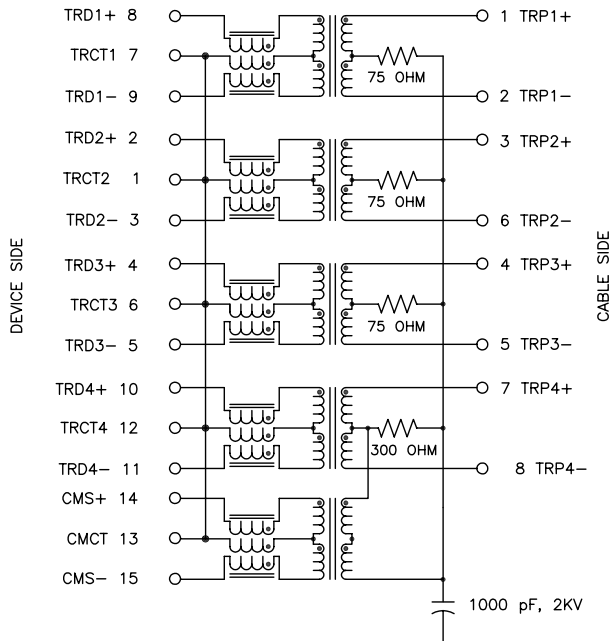 TRD1+ 8
1 TRP1+
TRCT1 7
75 OHM
TRD1- 9
2 TRP1-
TRD2+ 2
3 TRP2+
TRCT2 1
75 OHM
TRD2- 3
6 TRP2-
DEVICE SIDE
CABLE SIDE
TRD3+ 4
4 TRP3+
TRCT3 6
75 OHM
TRD3- 5
5 TRP3-
TRD4+ 10
7 TRP4+
TRCT4 12
300 OHM
TRD4- 11
8 TRP4-
CMS+ 14
CMCT 13
CMS- 15
1000 pF, 2KV